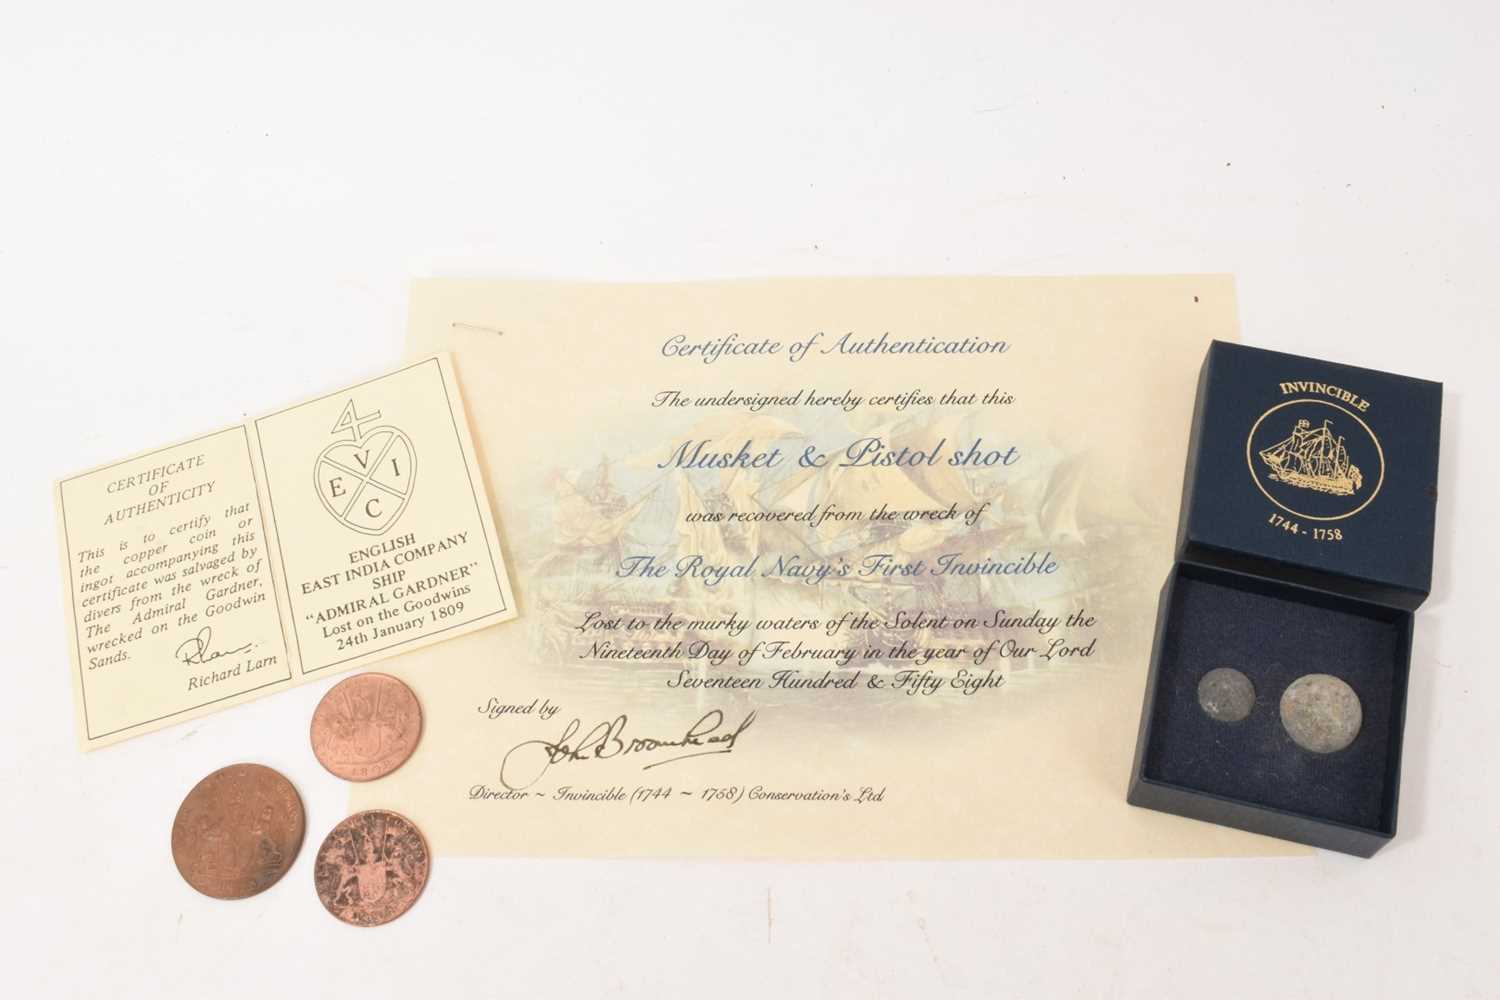 CERTIFICATE
OF
AUTHENTICITY
This is to certify that
the copper coin or
ingot accompanying this
certificate was salvaged by
divers from the wreck of
The Admiral Gardner,
wrecked on the Goodwin
Sands.
Richard Larn
V
E I
C
ENGLISH
EAST INDIA COMPANY
SHIP
"ADMIRAL GARDNER"
Lost on the Goodwins
24th January 1809
Certificate of Authentication
The undersigned hereby certifies that this
Musket & Pistol shot
was recovered from the wreck of
The Royal Navy's First Invincible
Lost to the murky waters of the Solent on Sunday the
Nineteenth Day of February in the year of Our Lord
Seventeen Hundred & Fifty Eight
Signed by
John Broomhead
Director ~ Invincible (1744 ~ 1758) Conservation's Ltd
INVINCIBLE
1744 - 1758
1808